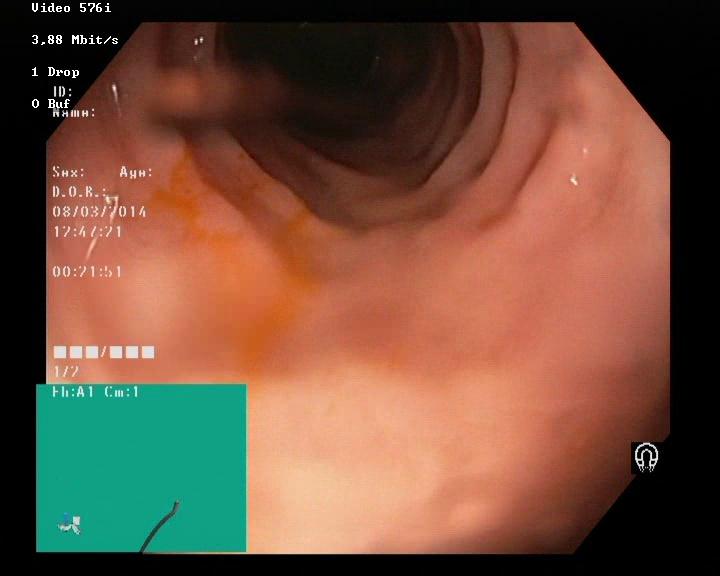 Video 576i
3,88 Mbit/s
1 Drop
ID:
0 Buf
Name:
Sex: Age:
D.O.R.:
08/03/2014
12:47:21
00:21:51
■■■/■■■
1/2
Eh:A1 Cm:1